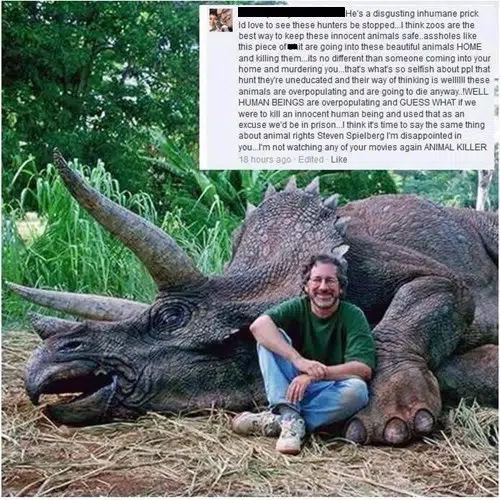 He's a disgusting inhumane prick
Id love to see these hunters be stopped...I think zoos are the
best way to keep these innocent animals safe..assholes like
this piece of it are going into these beautiful animals HOME
and killing them...its no different than someone coming into your
home and murdering you...that's what's so selfish about ppl that
hunt they're uneducated and their way of thinking is wellllll these
animals are overpopulating and are going to die anyway..!WELL
HUMAN BEINGS are overpopulating and GUESS WHAT if we
were to kill an innocent human being and used that as an
excuse we'd be in prison...I think it's time to say the same thing
about animal rights Steven Spielberg I'm disappointed in
you...I'm not watching any of your movies again ANIMAL KILLER
18 hours ago · Edited · Like